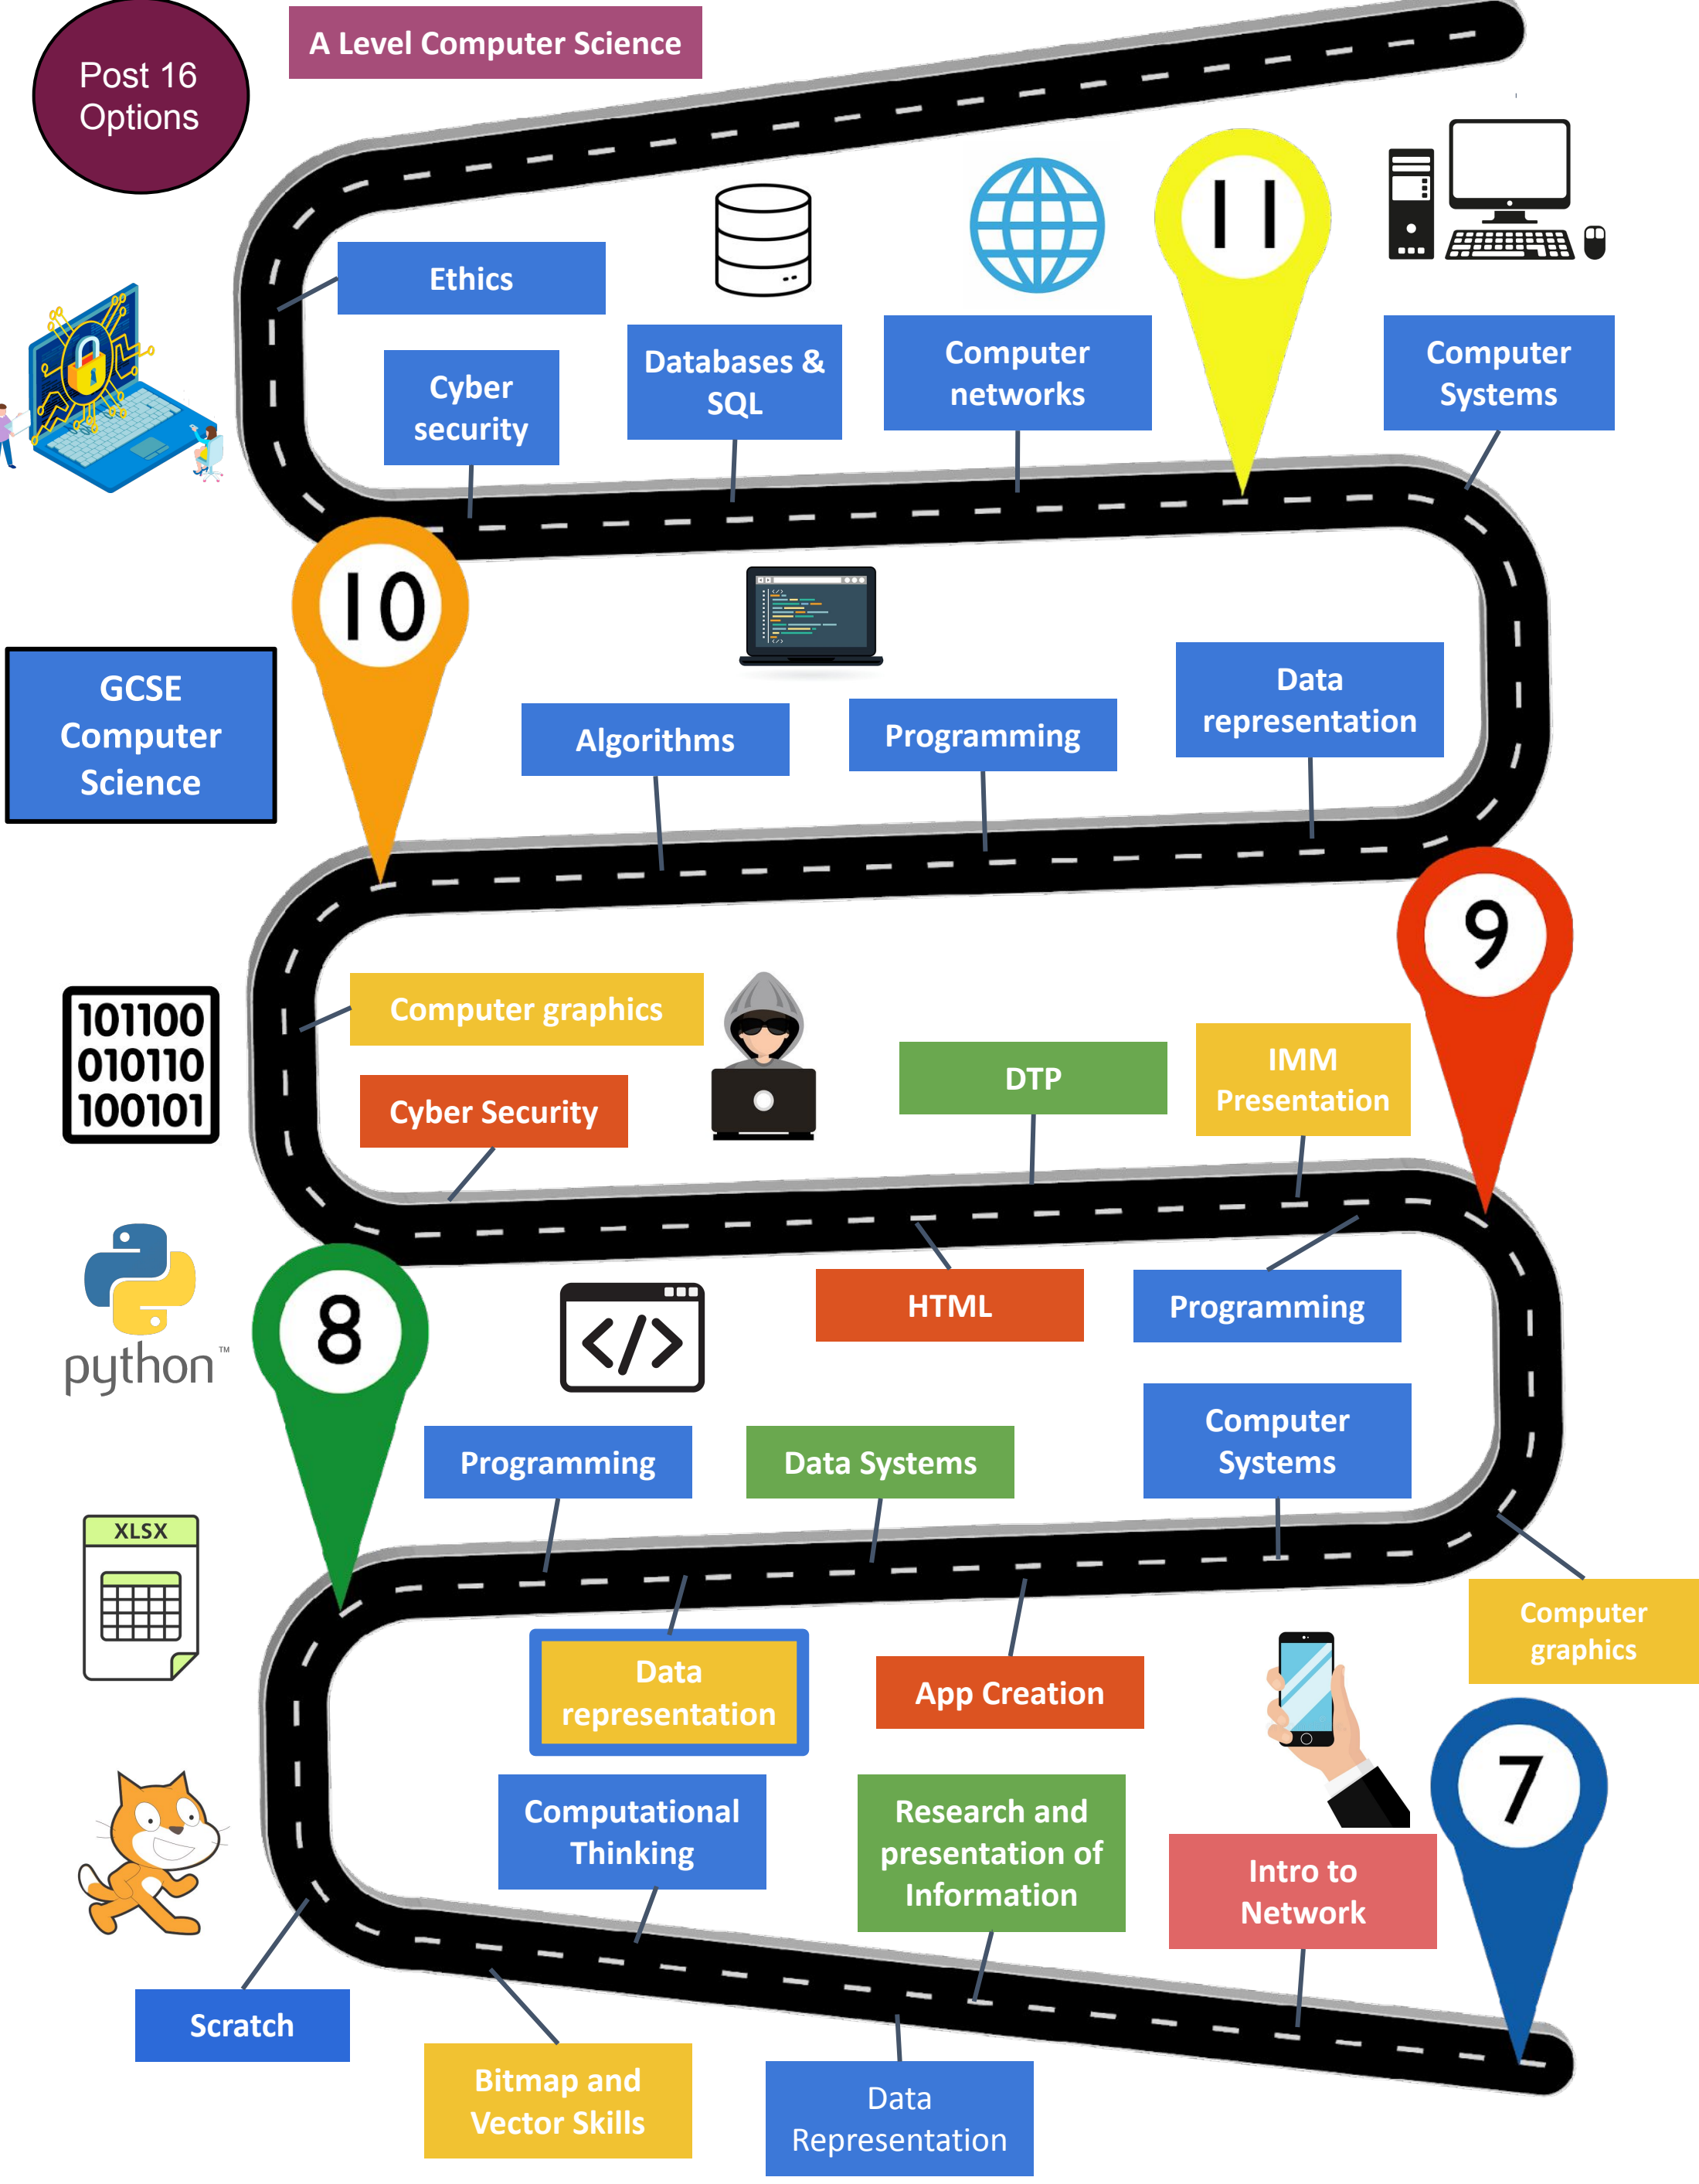 A Level Computer Science
Post 16
Options
11
Ethics
Databases &
SQL
Computer
networks
Computer
Systems
Cyber
security
10
GCSE
Computer
Science
Algorithms
Programming
Data
representation
9
101100
010110
100101
Computer graphics
Cyber Security
DTP
IMM
Presentation
HTML
Programming
python™
8
</>
Programming
Data Systems
Computer
Systems
XLSX
Computer
graphics
Data
representation
App Creation
7
Computational
Thinking
Research and
presentation of
Information
Intro to
Network
Scratch
Bitmap and
Vector Skills
Data
Representation